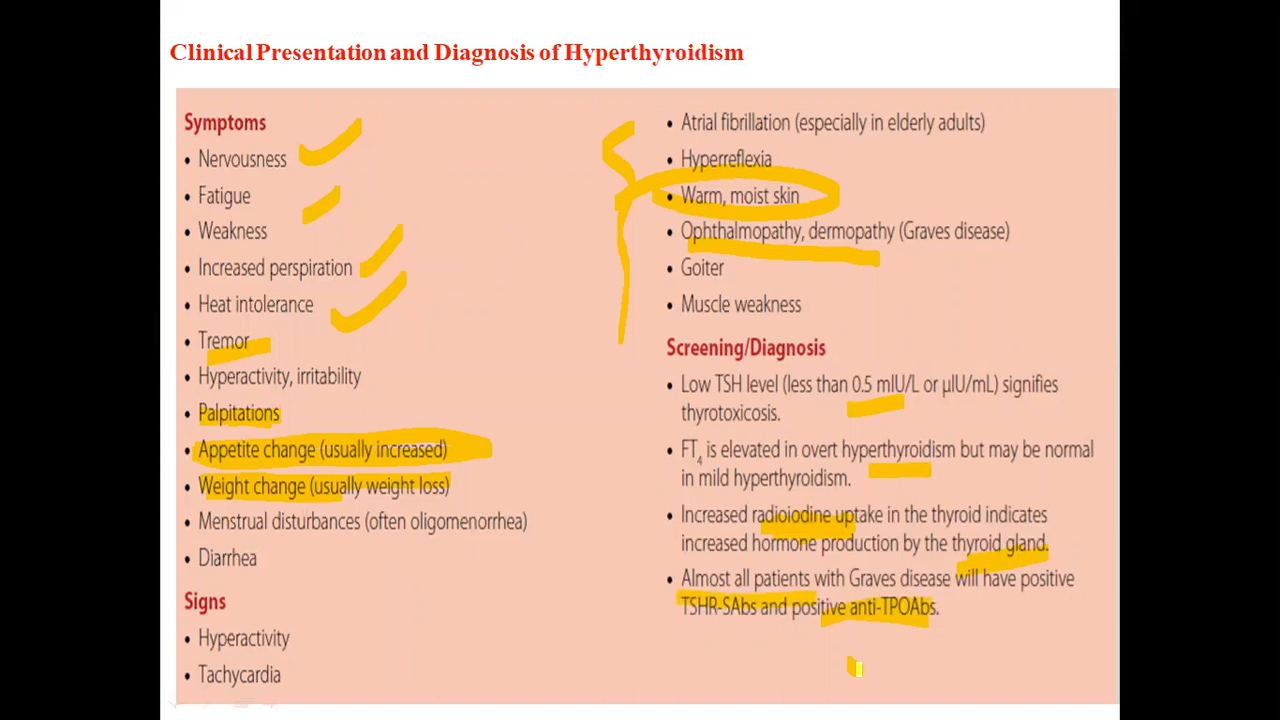 Clinical Presentation and Diagnosis of Hyperthyroidism
Symptoms
• Nervousness
• Fatigue
• Weakness
• Increased perspiration
• Heat intolerance
• Tremor
• Hyperactivity, irritability
• Palpitations
• Appetite change (usually increased)
• Weight change (usually weight loss)
• Menstrual disturbances (often oligomenorrhea)
• Diarrhea
Signs
• Hyperactivity
• Tachycardia
• Atrial fibrillation (especially in elderly adults)
• Hyperreflexia
• Warm, moist skin
• Ophthalmopathy, dermopathy (Graves disease)
• Goiter
• Muscle weakness
Screening/Diagnosis
• Low TSH level (less than 0.5 mIU/L or μIU/mL) signifies
thyrotoxicosis.
• FT4 is elevated in overt hyperthyroidism but may be normal
in mild hyperthyroidism.
• Increased radioiodine uptake in the thyroid indicates
increased hormone production by the thyroid gland.
• Almost all patients with Graves disease will have positive
TSHR-SAbs and positive anti-TPOAbs.